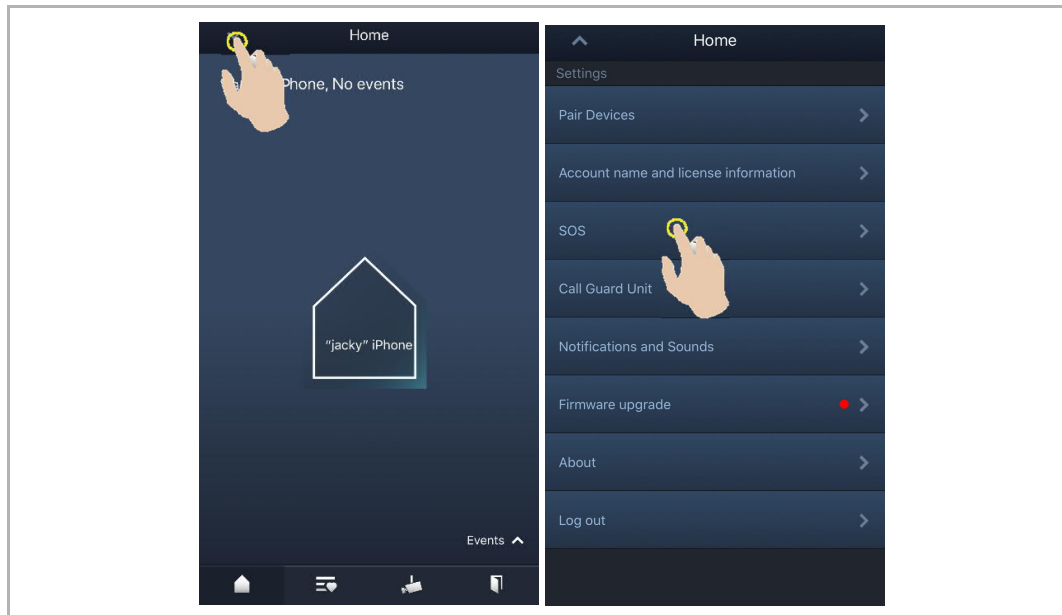 Home
Phone, No events
"jacky" iPhone
Events
Home
Settings
Pair Devices
Account name and license information
SOS
Call Guard Unit
Notifications and Sounds
Firmware upgrade
About
Log out